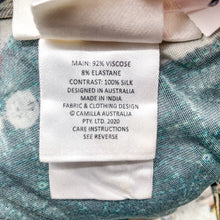 MAIN: 92% VISCOSE
8% ELASTANE
CONTRAST: 100% SILK
DESIGNED IN AUSTRALIA
MADE IN INDIA
FABRIC & CLOTHING DESIGN
© CAMILLA AUSTRALIA
PTY. LTD. 2020
CARE INSTRUCTIONS
SEE REVERSE